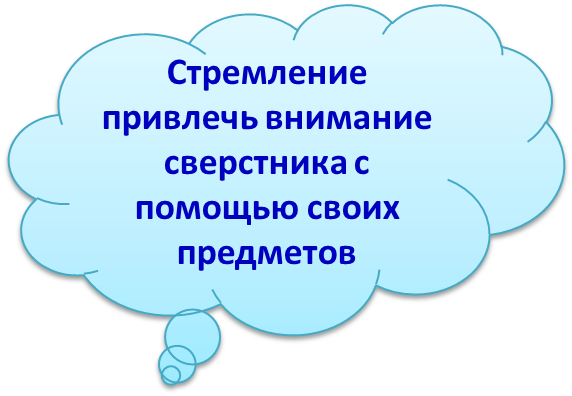 Стремление
привлечь внимание
сверстника с
помощью своих
предметов